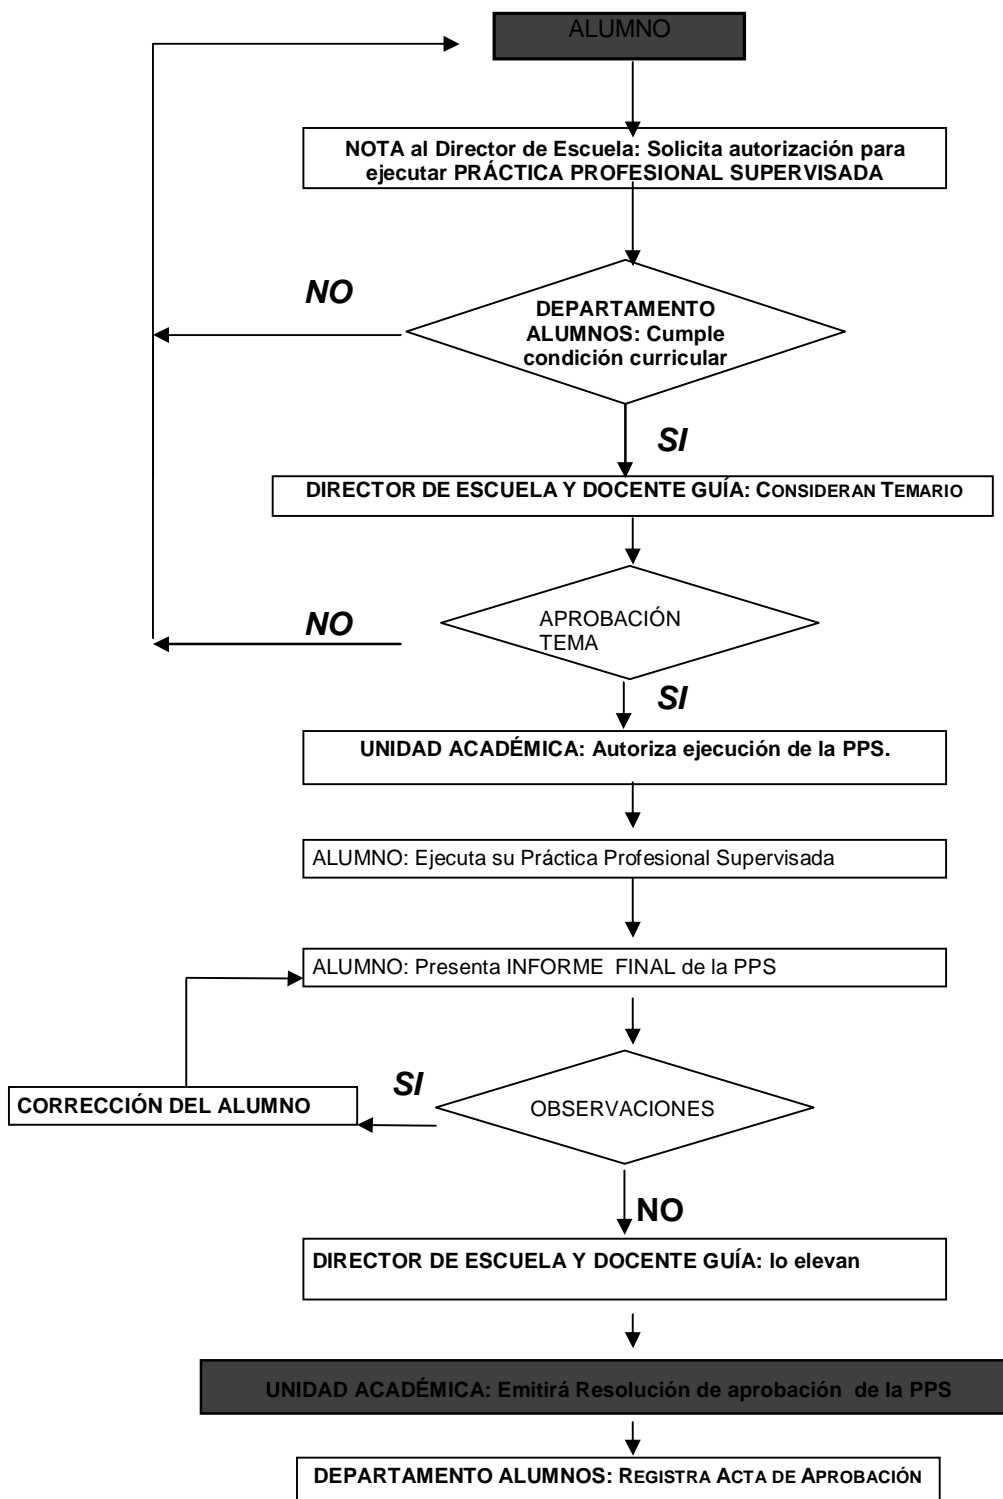 ALUMNO
NOTA al Director de Escuela: Solicita autorización para
ejecutar PRÁCTICA PROFESIONAL SUPERVISADA
NO
DEPARTAMENTO
ALUMNOS: Cumple
condición curricular
SI
DIRECTOR DE ESCUELA Y DOCENTE GUÍA: CONSIDERAN TEMARIO
NO
APROBACIÓN
TEMA
SI
UNIDAD ACADÉMICA: Autoriza ejecución de la PPS.
ALUMNO: Ejecuta su Práctica Profesional Supervisada
ALUMNO: Presenta INFORME FINAL de la PPS
SI
CORRECCIÓN DEL ALUMNO
OBSERVACIONES
NO
DIRECTOR DE ESCUELA Y DOCENTE GUÍA: lo elevan
UNIDAD ACADÉMICA: Emitirá Resolución de aprobación de la PPS
DEPARTAMENTO ALUMNOS: REGISTRA ACTA DE APROBACIÓN